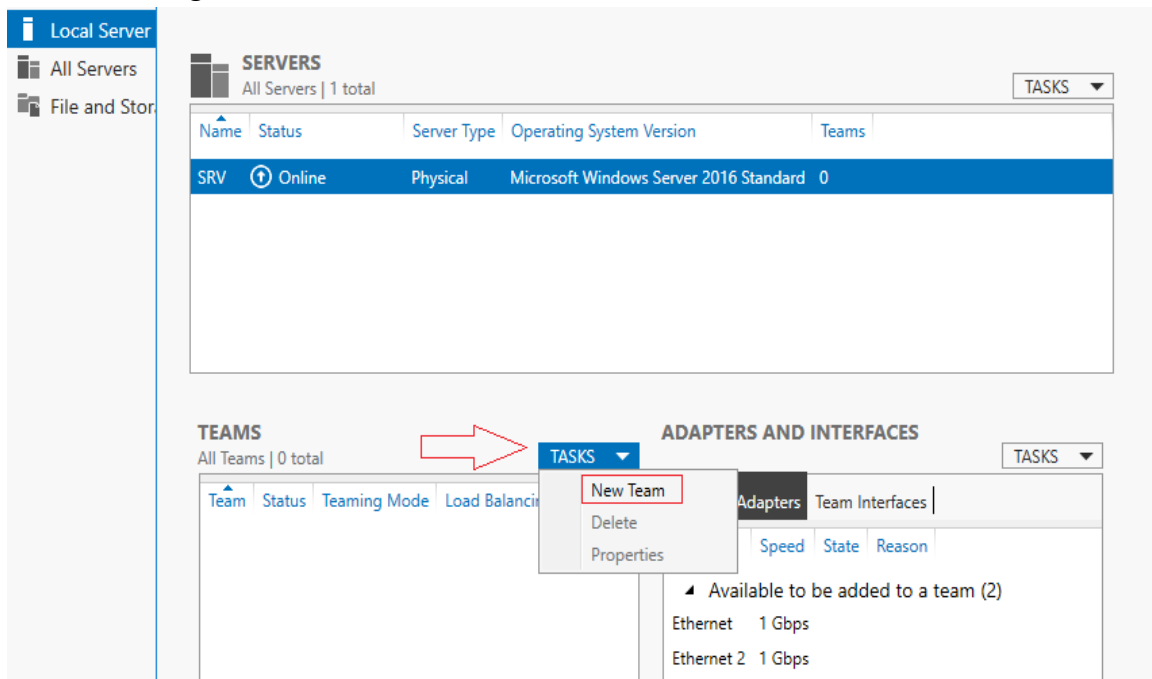 Local Server
All Servers
File and Stor
SERVERS
All Servers | 1 total
TASKS
Name Status Server Type Operating System Version Teams
SRV Online Physical Microsoft Windows Server 2016 Standard 0
TEAMS
All Teams | 0 total
TASKS
New Team
Delete
Properties
Team Status Teaming Mode Load Balancin
ADAPTERS AND INTERFACES
TASKS
Adapters Team Interfaces
Speed State Reason
Available to be added to a team (2)
Ethernet 1 Gbps
Ethernet 2 1 Gbps